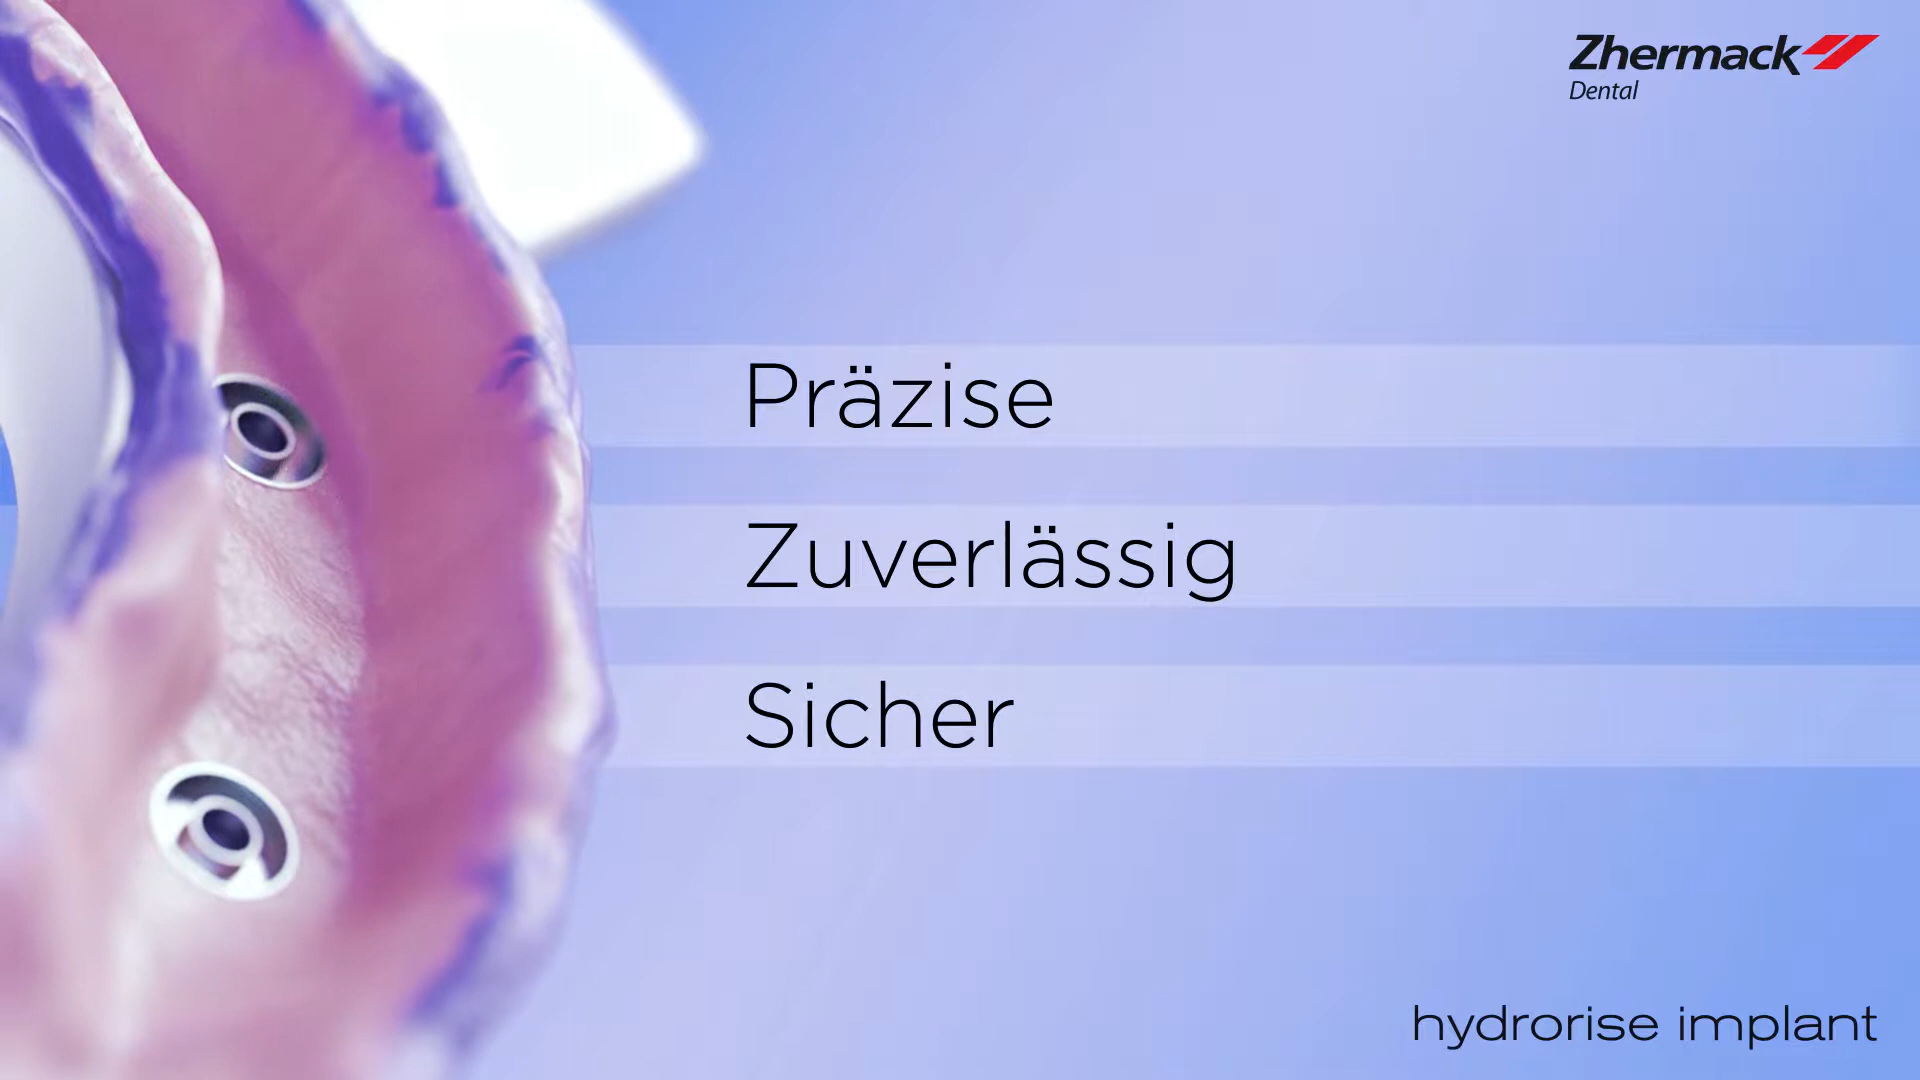 Zhermack
Dental
Präzise
Zuverlässig
Sicher
hydrorise implant